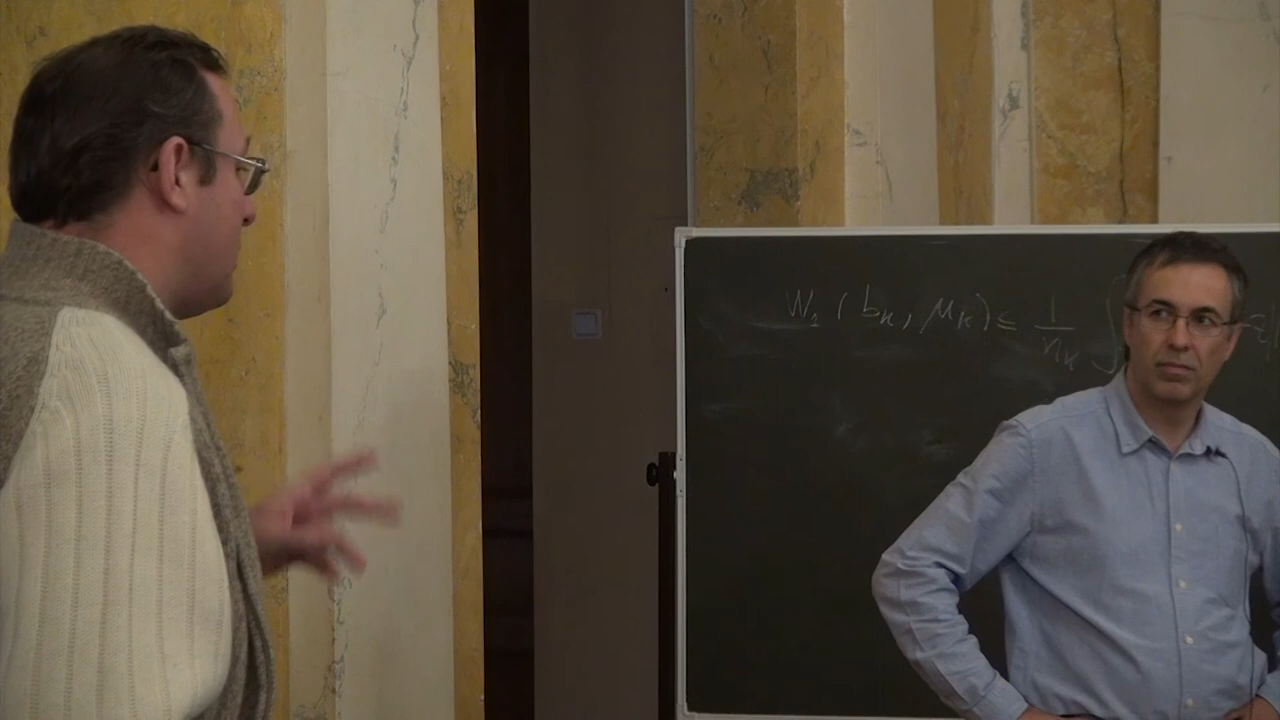 W₁ ( bₖ, μₖ) ≤ 1/nₖ ∫